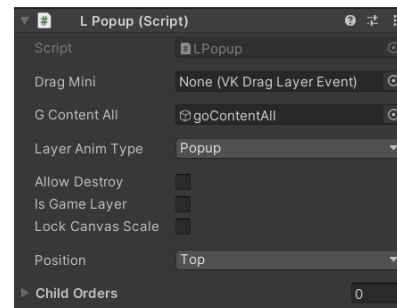 # L Popup (Script)
Script LPopup
Drag Mini None (VK Drag Layer Event)
G Content All goContentAll
Layer Anim Type Popup
Allow Destroy
Is Game Layer
Lock Canvas Scale
Position Top
Child Orders 0